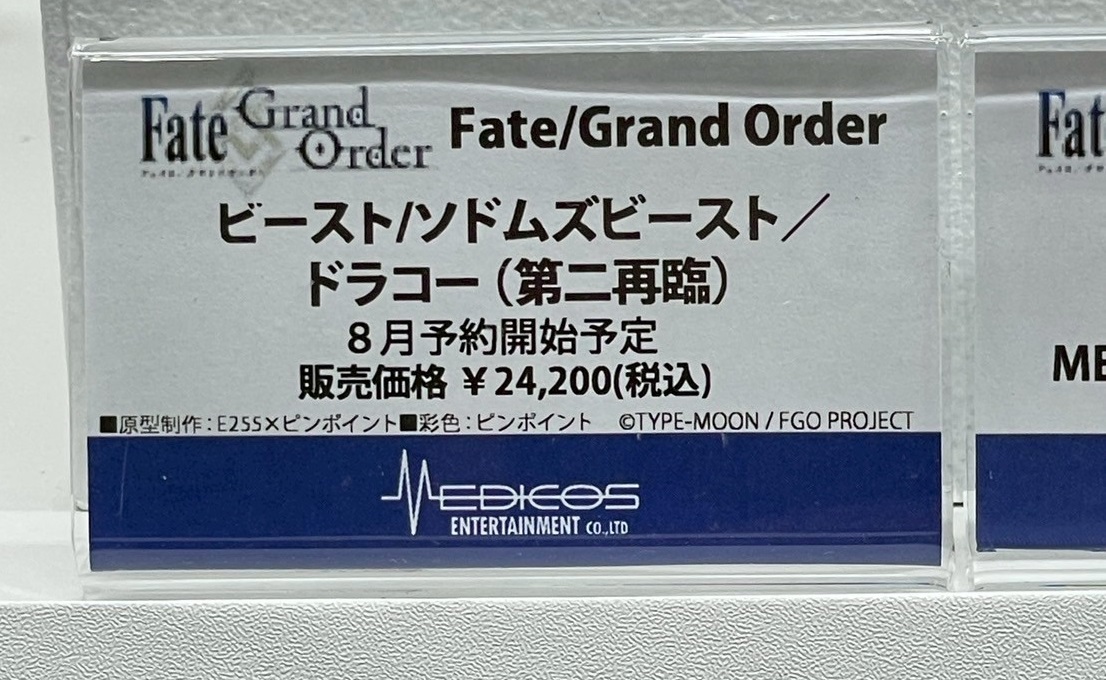 Fate Grand Order Fate/Grand Order
ビースト/ソドムズビースト／
ドラコー（第二再臨）
８月予約開始予定
販売価格 ￥24,200(税込)
■原型制作：E255×ピンポイント■彩色：ピンポイント ©TYPE-MOON / FGO PROJECT
MEDICOS
ENTERTAINMENT CO.,LTD
Fat
ME